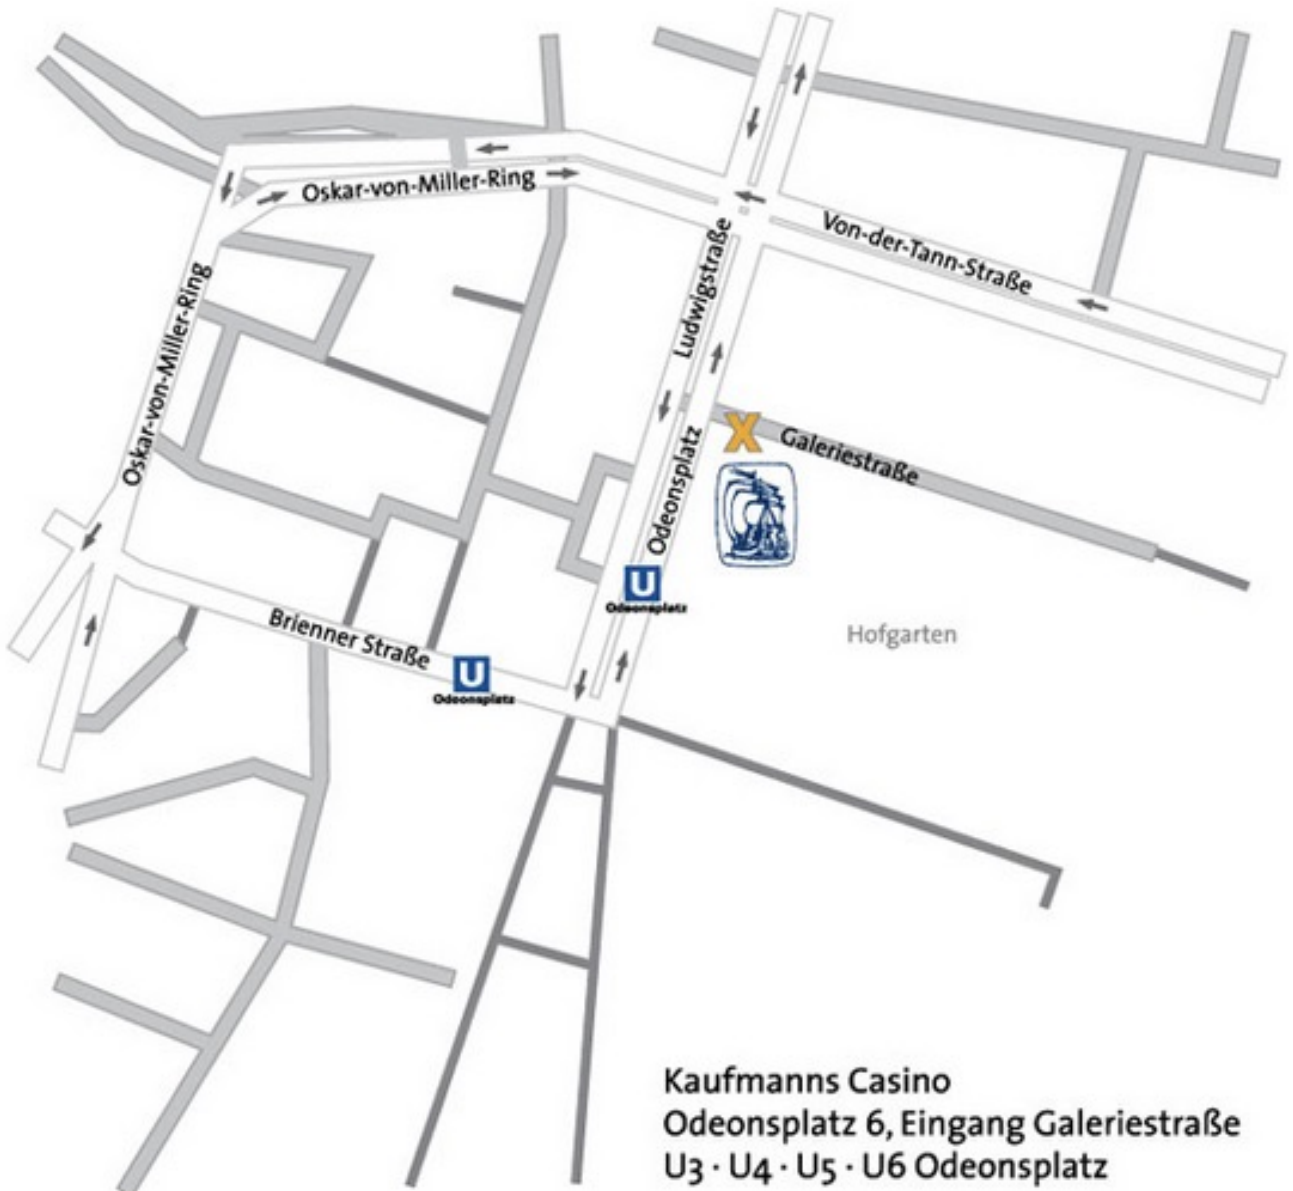 Oskar-von-Miller-Ring
Von-der-Tann-Straße
Ludwigstraße
Oskar-von-Miller-Ring
Galeriestraße
Odeonsplatz
U
Odeonsplatz
Hofgarten
Brienner Straße
U
Odeonsplatz
X
Kaufmanns Casino
Odeonsplatz 6, Eingang Galeriestraße
U3 · U4 · U5 · U6 Odeonsplatz